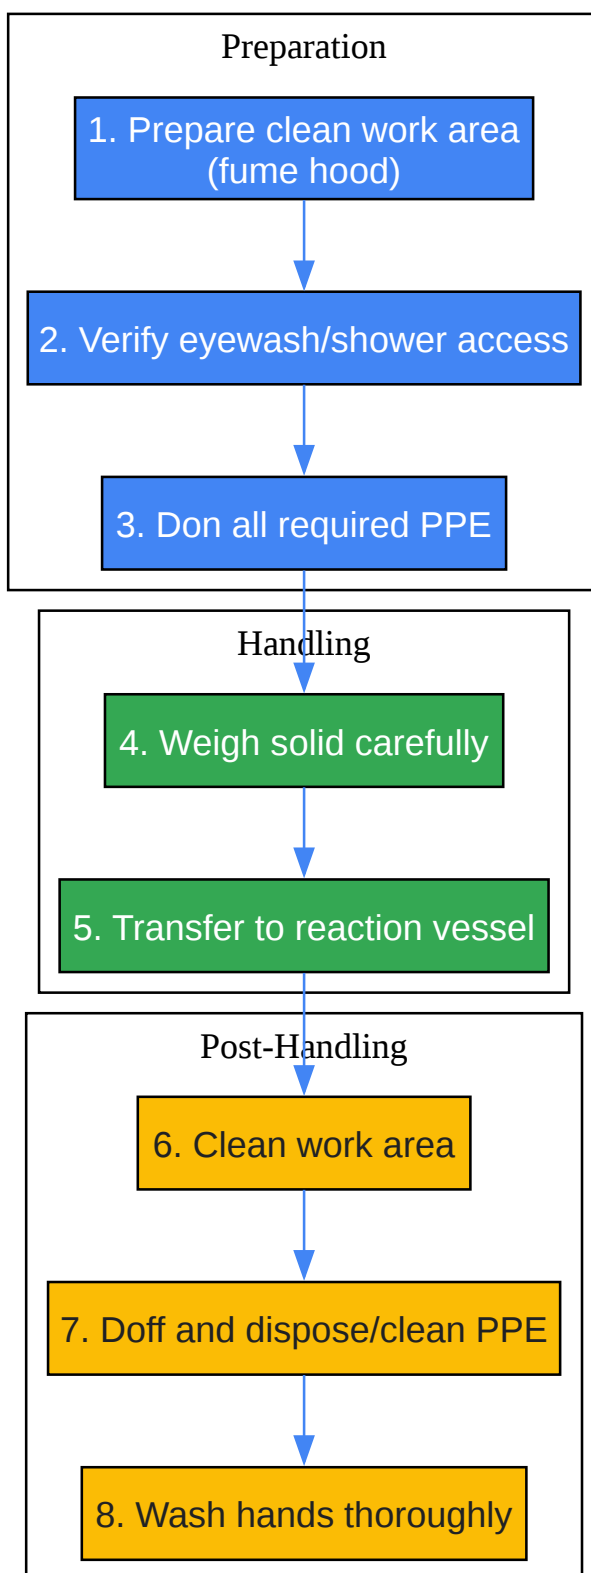 Preparation
1. Prepare clean work area
(fume hood)
2. Verify eyewash/shower access
3. Don all required PPE
Handling
4. Weigh solid carefully
5. Transfer to reaction vessel
Post-Handling
6. Clean work area
7. Doff and dispose/clean PPE
8. Wash hands thoroughly